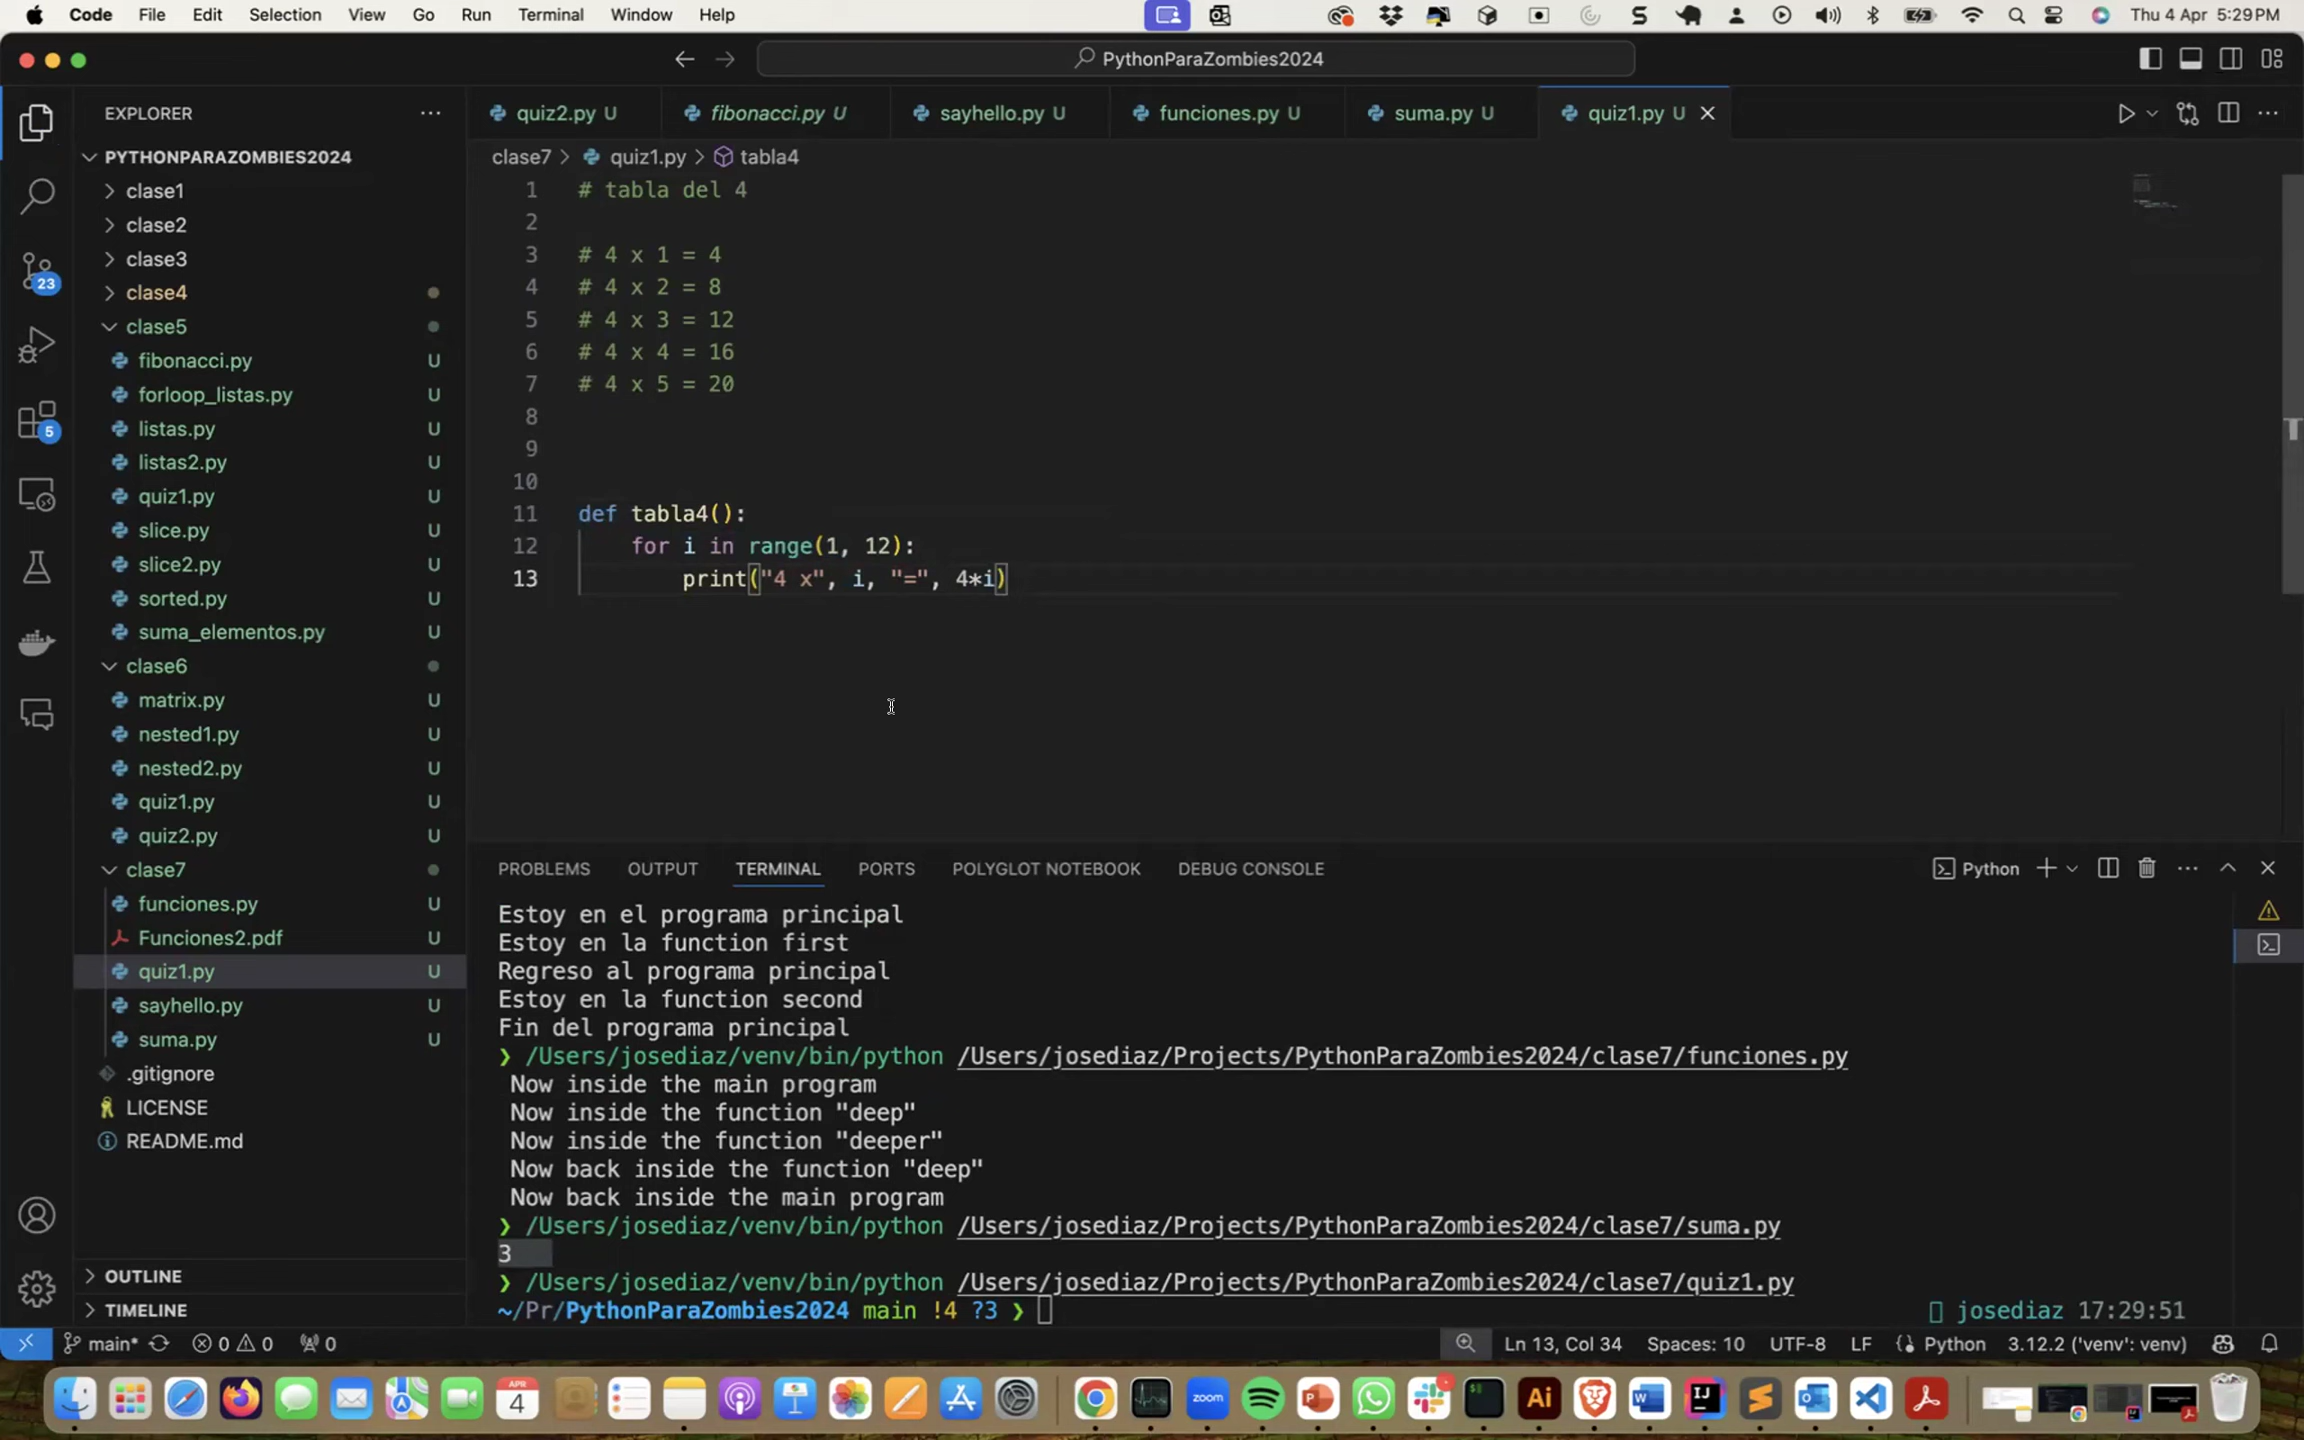 Code File Edit Selection View Go Run Terminal Window Help Thu 4 Apr 5:29 PM
PythonParaZombies2024
EXPLORER
PYTHONPARAZOMBIES2024
clase1
clase2
clase3
clase4
clase5
fibonacci.py U
forloop_listas.py U
listas.py U
listas2.py U
quiz1.py U
slice.py U
slice2.py U
sorted.py U
suma_elementos.py U
clase6
matrix.py U
nested1.py U
nested2.py U
quiz1.py U
quiz2.py U
clase7
funciones.py U
Funciones2.pdf U
quiz1.py U
sayhello.py U
suma.py U
.gitignore
LICENSE
README.md
OUTLINE
TIMELINE
23
5
quiz2.py U fibonacci.py U sayhello.py U funciones.py U suma.py U quiz1.py U
clase7 > quiz1.py > tabla4
1 # tabla del 4
2
3 # 4 x 1 = 4
4 # 4 x 2 = 8
5 # 4 x 3 = 12
6 # 4 x 4 = 16
7 # 4 x 5 = 20
8
9
10
11 def tabla4():
12 for i in range(1, 12):
13 print("4 x", i, "=", 4*i)
PROBLEMS OUTPUT TERMINAL PORTS POLYGLOT NOTEBOOK DEBUG CONSOLE Python
Estoy en el programa principal
Estoy en la function first
Regreso al programa principal
Estoy en la function second
Fin del programa principal
❯ /Users/josediaz/venv/bin/python /Users/josediaz/Projects/PythonParaZombies2024/clase7/funciones.py
Now inside the main program
Now inside the function "deep"
Now inside the function "deeper"
Now back inside the function "deep"
Now back inside the main program
❯ /Users/josediaz/venv/bin/python /Users/josediaz/Projects/PythonParaZombies2024/clase7/suma.py
3
❯ /Users/josediaz/venv/bin/python /Users/josediaz/Projects/PythonParaZombies2024/clase7/quiz1.py
~/Pr/PythonParaZombies2024 main !4 ?3 ❯ josediaz 17:29:51
main* 0 0 0 Ln 13, Col 34 Spaces: 10 UTF-8 LF Python 3.12.2 ('venv': venv)
APR
4
zoom
Ai